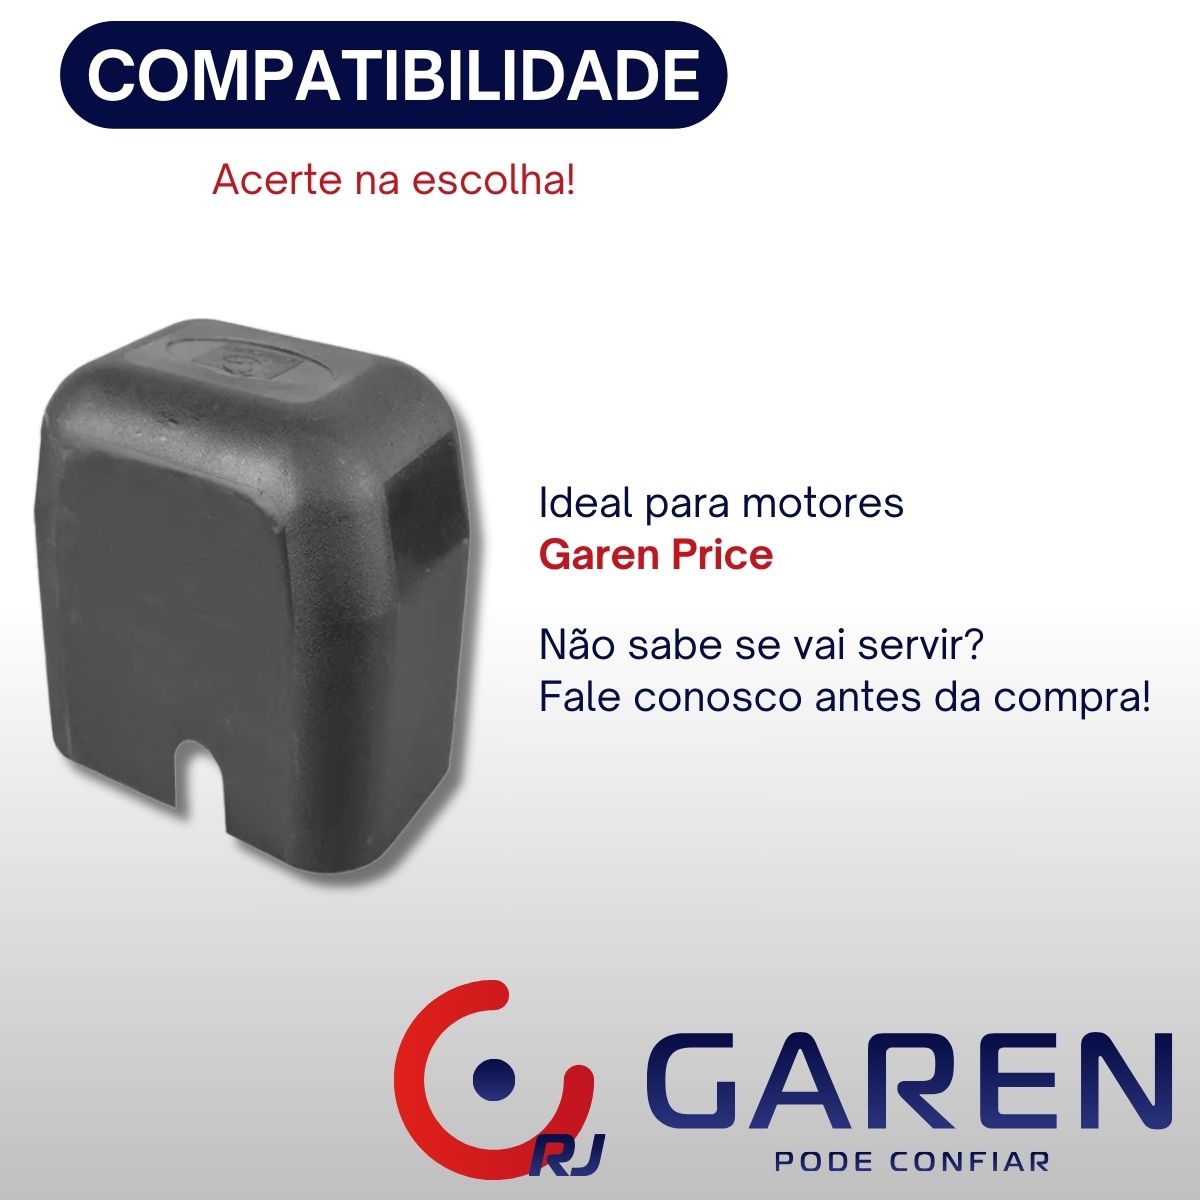 COMPATIBILIDADE
Acerte na escolha!
Ideal para motores
Garen Price
Não sabe se vai servir?
Fale conosco antes da compra!
GAREN
RJ
PODE CONFIAR